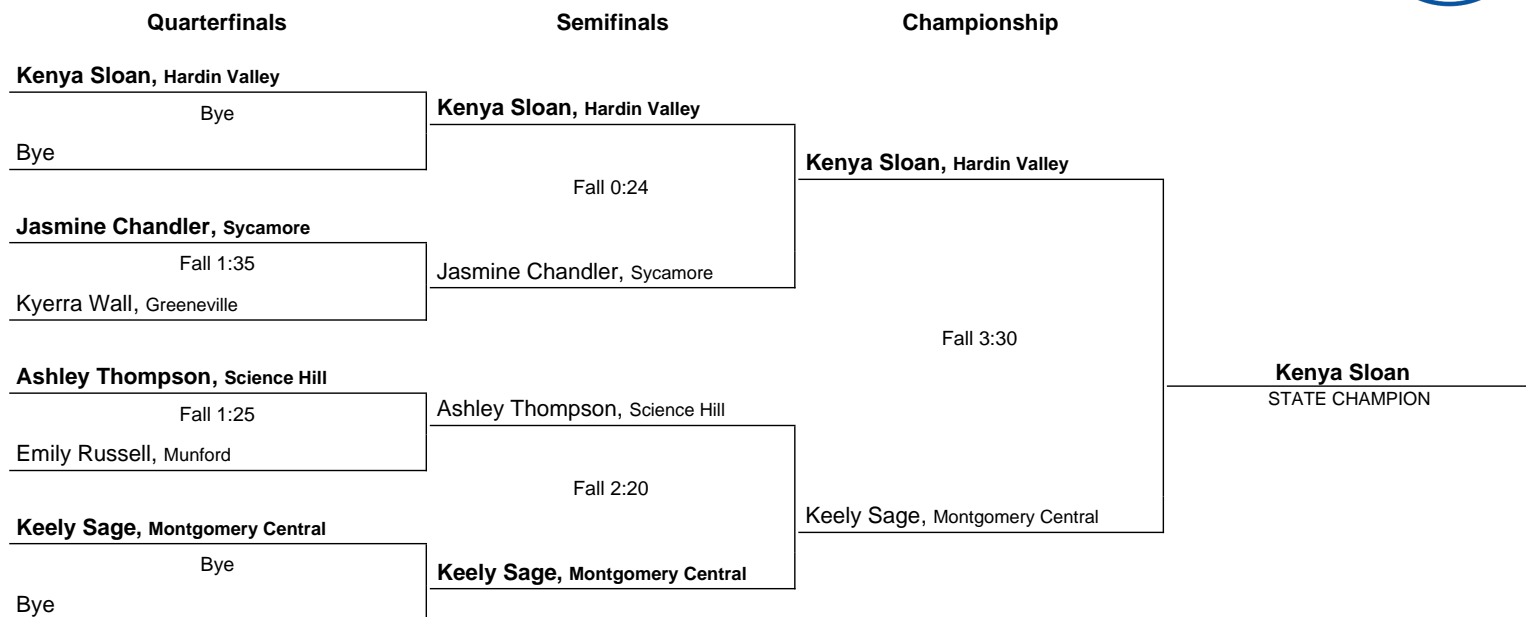 Quarterfinals Semifinals Championship
Kenya Sloan, Hardin Valley
Bye
Bye
Jasmine Chandler, Sycamore
Fall 1:35
Kyerra Wall, Greeneville
Ashley Thompson, Science Hill
Fall 1:25
Emily Russell, Munford
Keely Sage, Montgomery Central
Bye
Bye
Kenya Sloan, Hardin Valley
Fall 0:24
Jasmine Chandler, Sycamore
Ashley Thompson, Science Hill
Fall 2:20
Keely Sage, Montgomery Central
Kenya Sloan, Hardin Valley
Fall 3:30
Keely Sage, Montgomery Central
Kenya Sloan
STATE CHAMPION